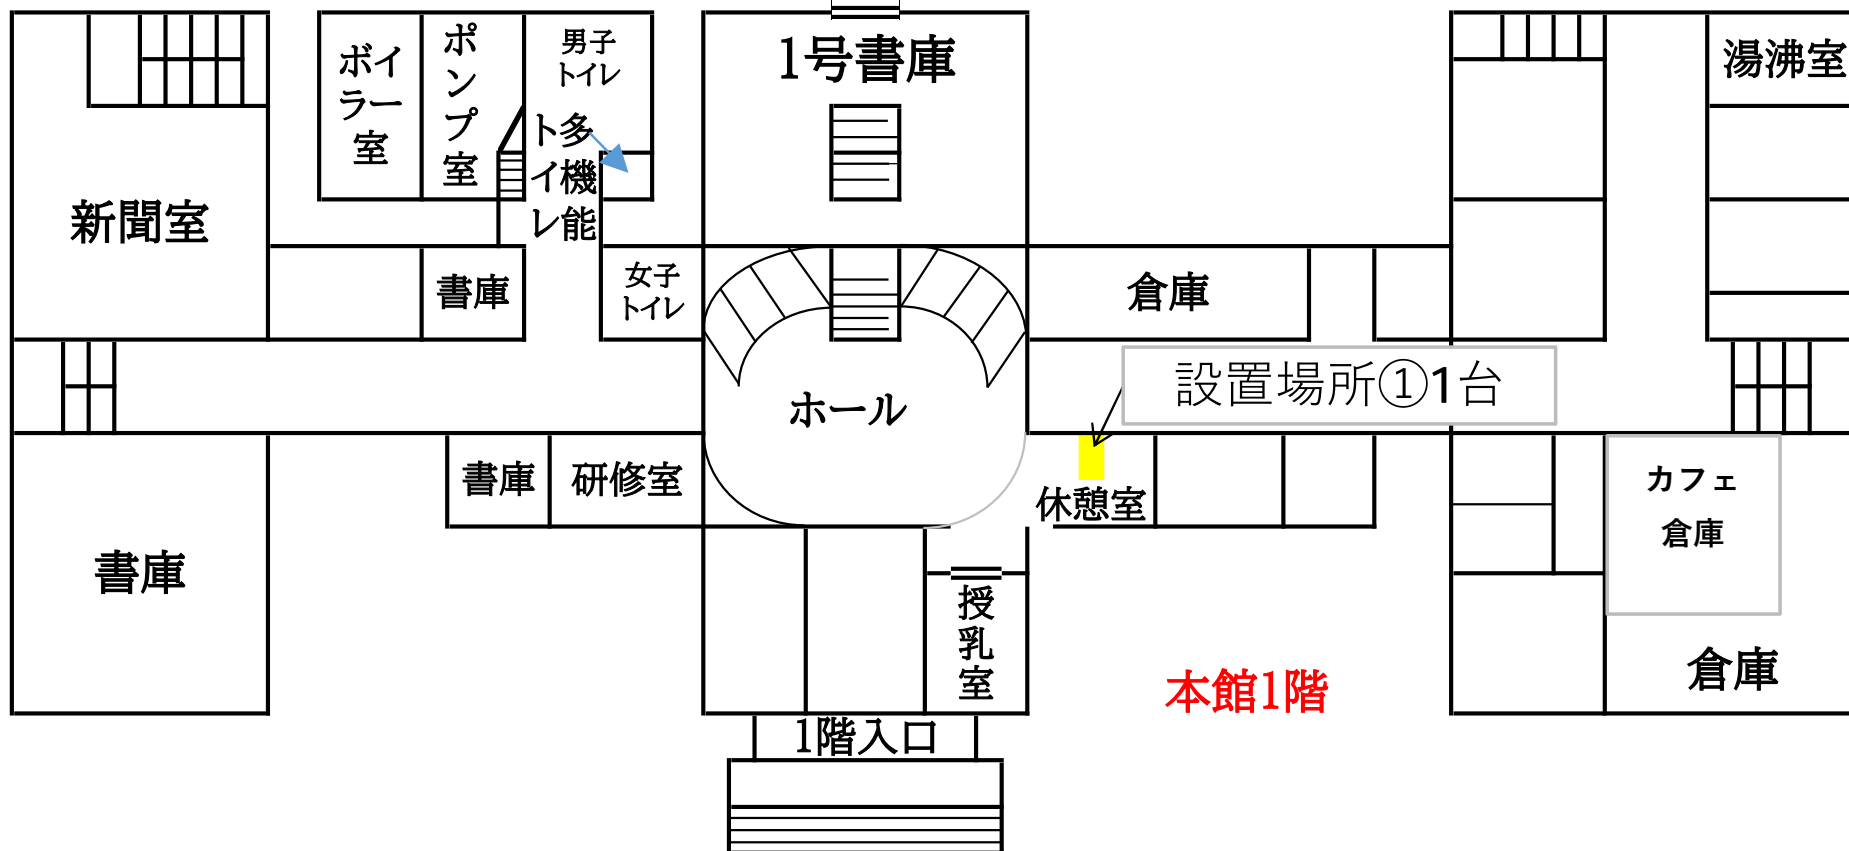 ボイラー室
ポンプ室
男子
トイレ
1号書庫
湯沸室
多機能
トイレ
新聞室
書庫
女子
トイレ
倉庫
設置場所①1台
ホール
書庫
研修室
休憩室
カフェ
倉庫
書庫
授乳室
本館1階
倉庫
1階入口